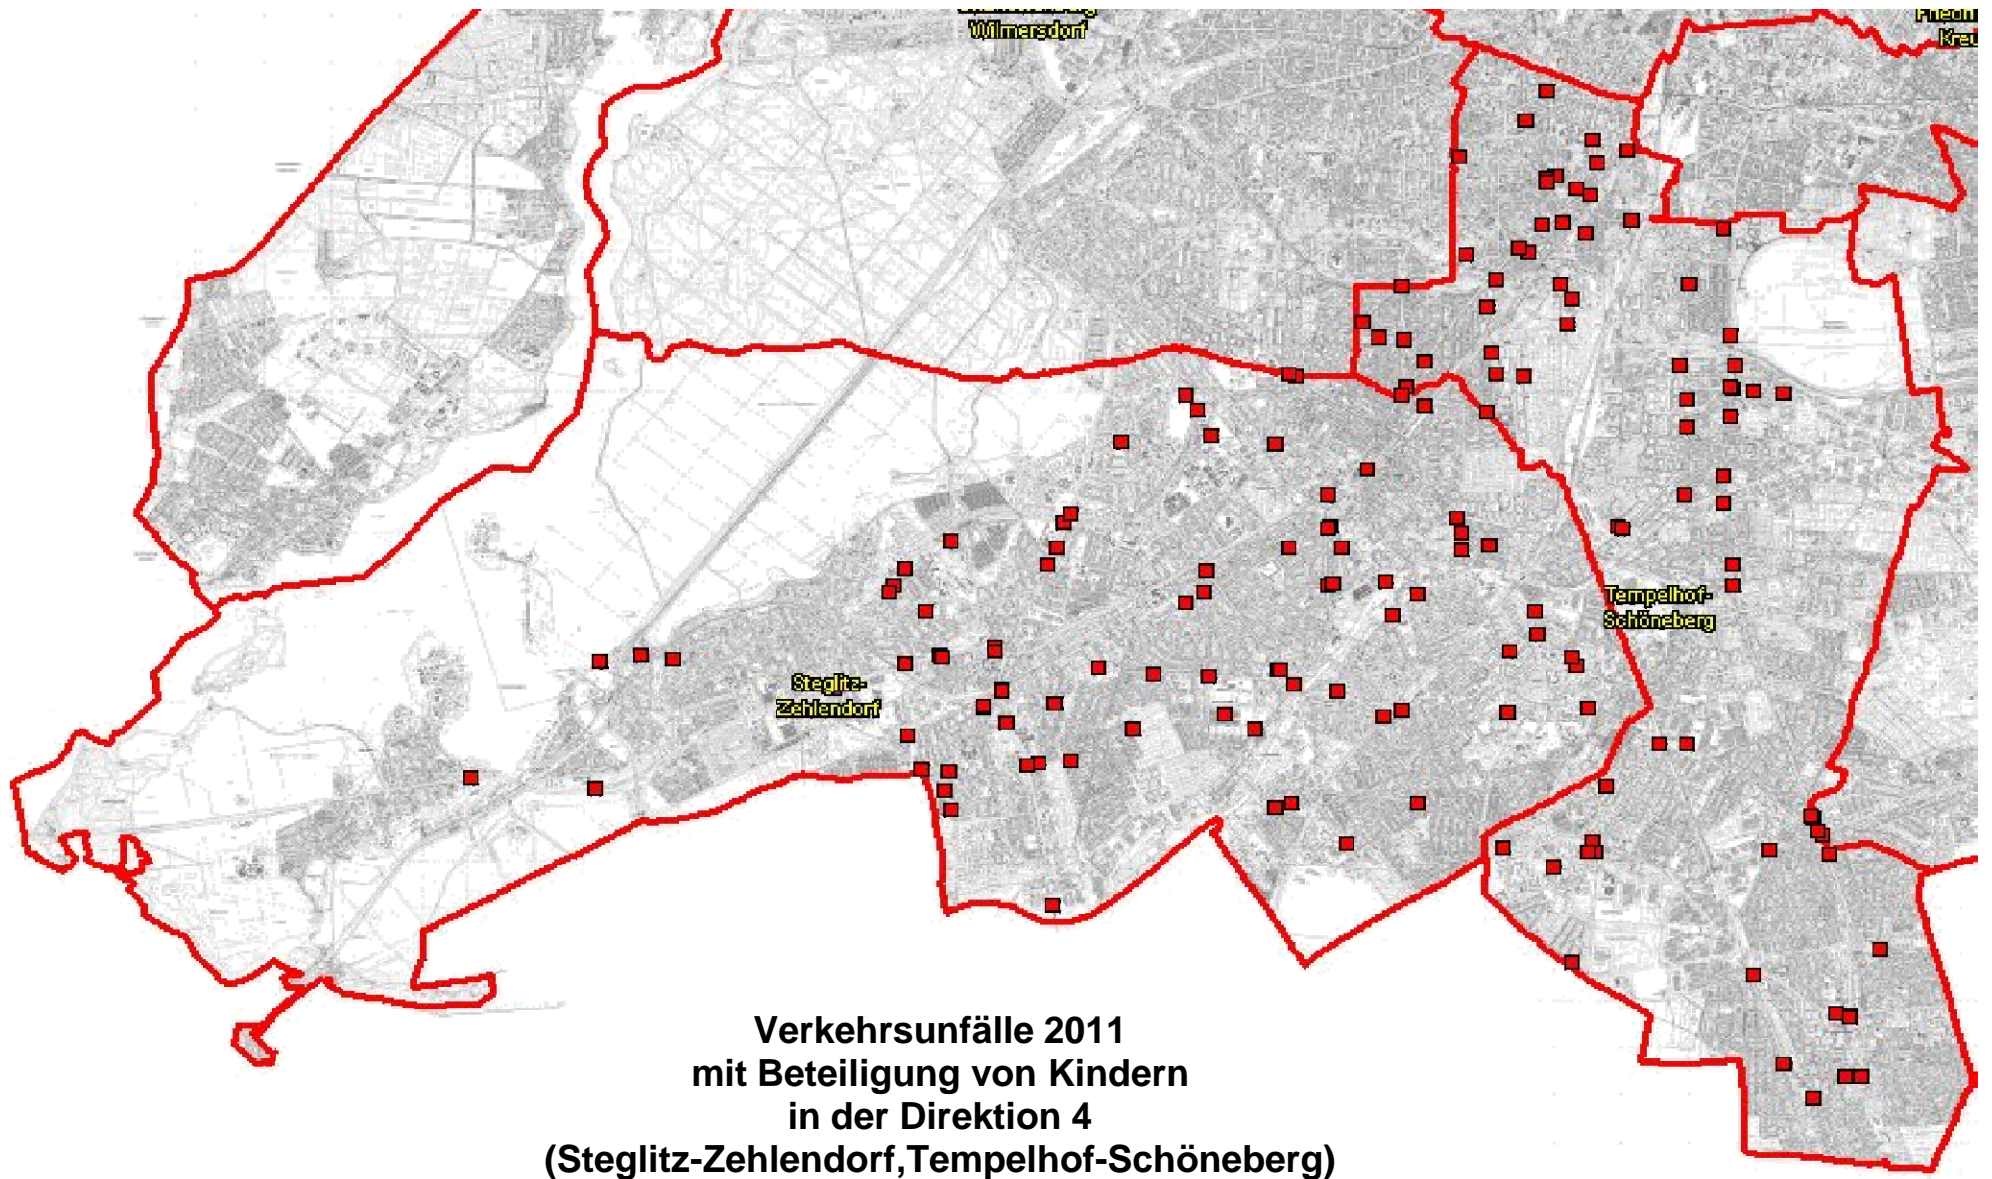 Wilmersdorf
Tempelhof-
Schöneberg
Steglitz-
Zehlendorf
Verkehrsunfälle 2011
mit Beteiligung von Kindern
in der Direktion 4
(Steglitz-Zehlendorf,Tempelhof-Schöneberg)